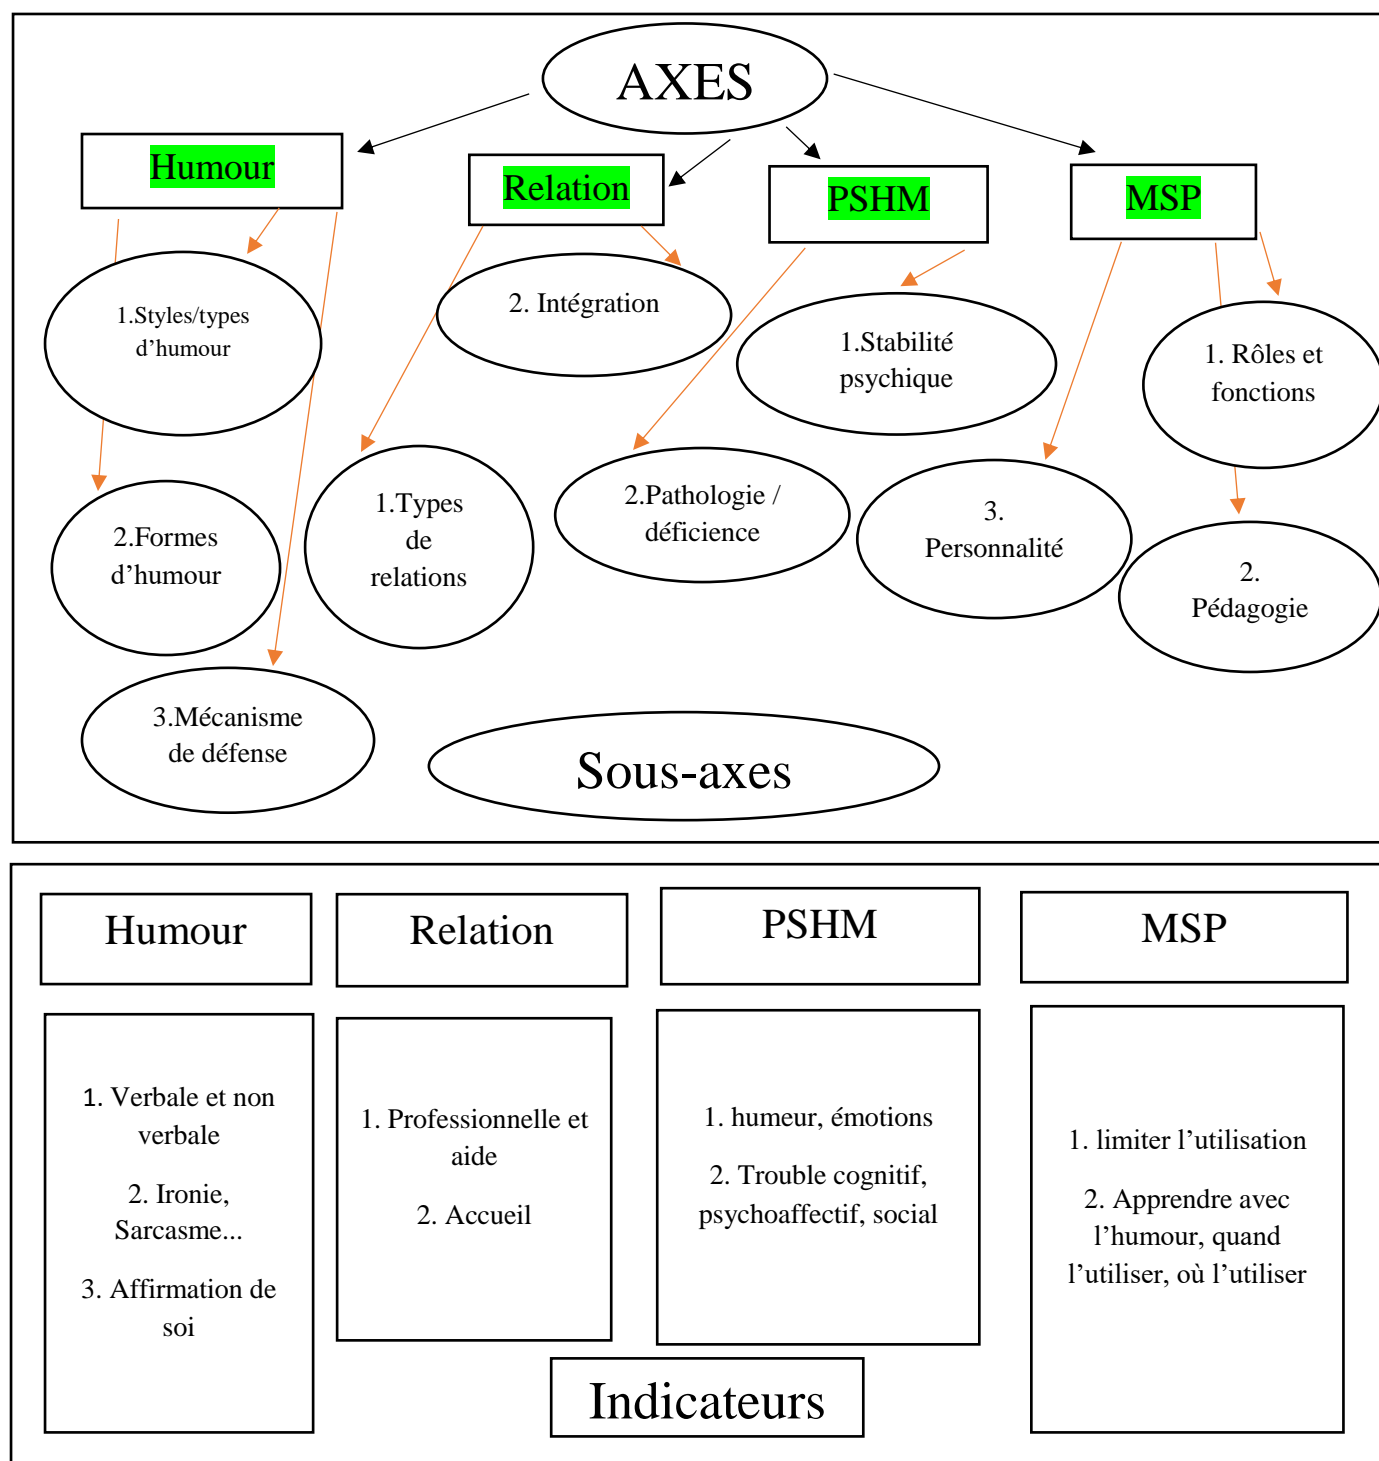 AXES
Humour
Relation
PSHM
MSP
1.Styles/types
d’humour
2. Intégration
1.Stabilité
psychique
1. Rôles et
fonctions
2.Formes
d’humour
1.Types
de
relations
2.Pathologie /
déficience
3.
Personnalité
2.
Pédagogie
3.Mécanisme
de défense
Sous-axes
Humour
Relation
PSHM
MSP
1. Verbale et non
verbale
2. Ironie,
Sarcasme...
3. Affirmation de
soi
1. Professionnelle et
aide
2. Accueil
1. humeur, émotions
2. Trouble cognitif,
psychoaffectif, social
1. limiter l’utilisation
2. Apprendre avec
l’humour, quand
l’utiliser, où l’utiliser
Indicateurs